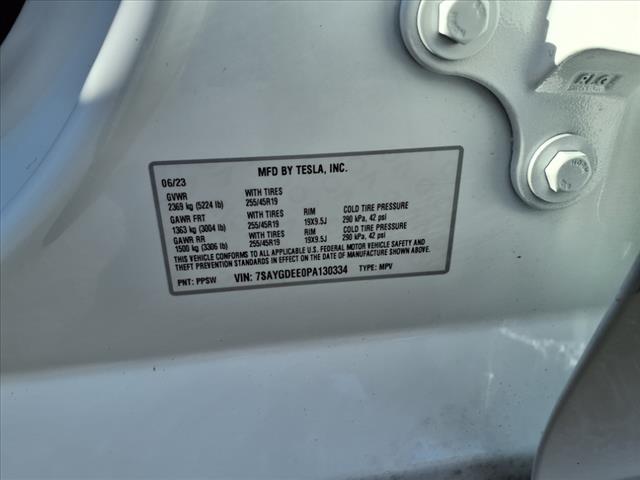 MFD BY TESLA, INC.
06/23
GVWR WITH TIRES
2369 kg (5224 lb) 255/45R19
GAWR FRT WITH TIRES RIM COLD TIRE PRESSURE
1363 kg (3004 lb) 255/45R19 19X9.5J 290 kPa, 42 psi
GAWR RR WITH TIRES RIM COLD TIRE PRESSURE
1500 kg (3306 lb) 255/45R19 19X9.5J 290 kPa, 42 psi
THIS VEHICLE CONFORMS TO ALL APPLICABLE U.S. FEDERAL MOTOR VEHICLE SAFETY AND
THEFT PREVENTION STANDARDS IN EFFECT ON THE DATE OF MANUFACTURE SHOWN ABOVE.
PNT: PPSW VIN: 7SAYGDEE0PA130334 TYPE: MPV